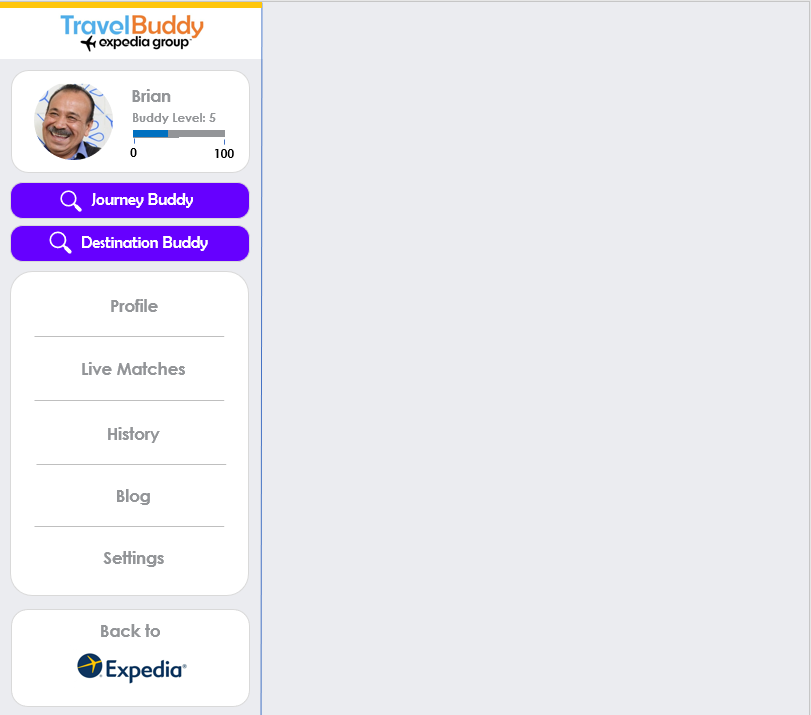 TravelBuddy
expedia group
Brian
Buddy Level: 5
0 100
Journey Buddy
Destination Buddy
Profile
Live Matches
History
Blog
Settings
Back to
Expedia®